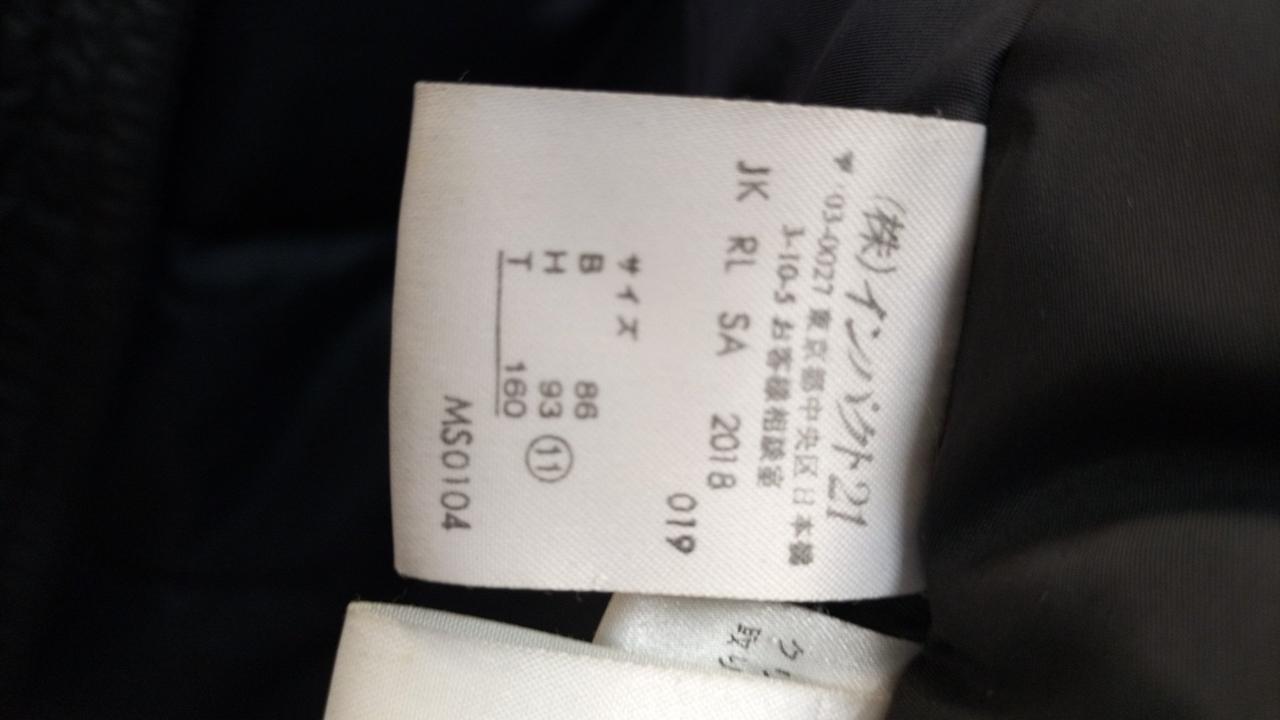 (株)インパクト21
〒103-0027 東京都中央区日本橋
3-10-5 お客様相談室
JK RL SA 2018
019
サイズ
B 86
H 93 ⑪
T 160
MS0104
取り